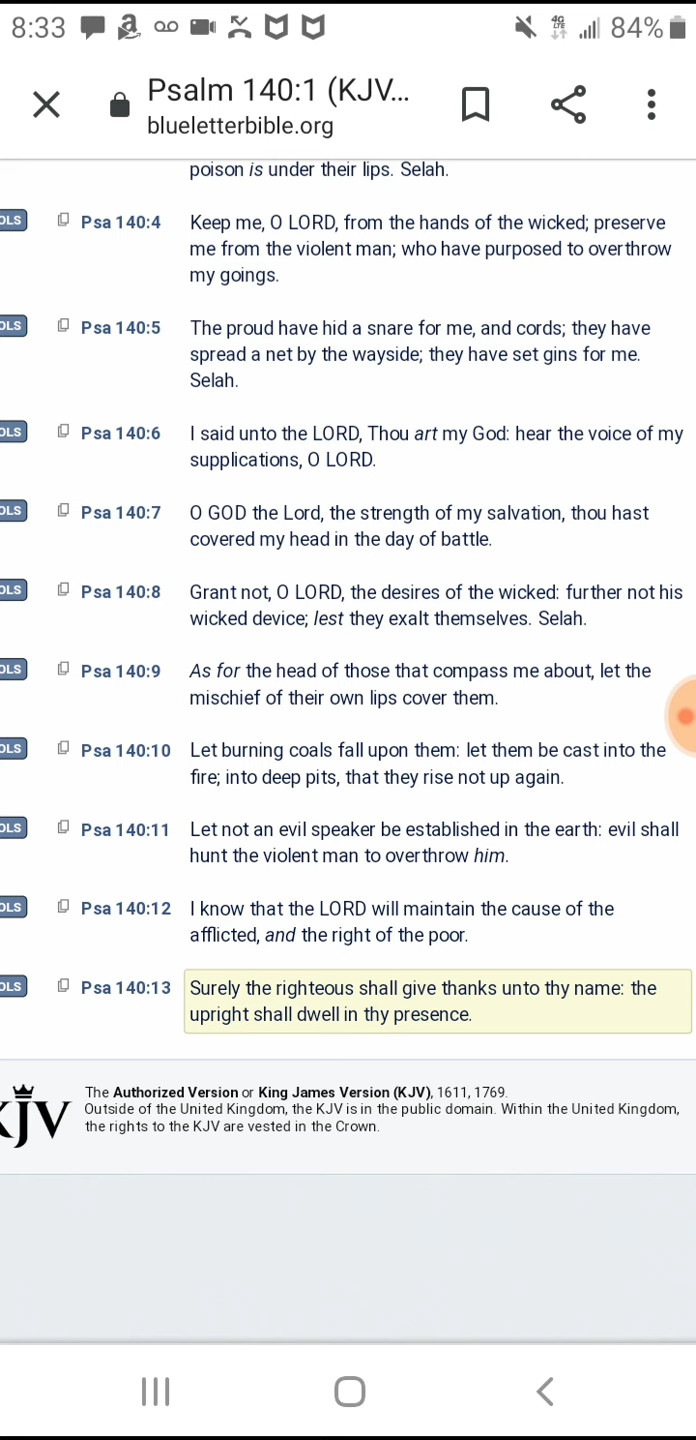 8:33 84%
4G
LTE
Psalm 140:1 (KJV...
blueletterbible.org
poison is under their lips. Selah.
OLS Psa 140:4 Keep me, O LORD, from the hands of the wicked; preserve
me from the violent man; who have purposed to overthrow
my goings.
OLS Psa 140:5 The proud have hid a snare for me, and cords; they have
spread a net by the wayside; they have set gins for me.
Selah.
OLS Psa 140:6 I said unto the LORD, Thou art my God: hear the voice of my
supplications, O LORD.
OLS Psa 140:7 O GOD the Lord, the strength of my salvation, thou hast
covered my head in the day of battle.
OLS Psa 140:8 Grant not, O LORD, the desires of the wicked: further not his
wicked device; lest they exalt themselves. Selah.
OLS Psa 140:9 As for the head of those that compass me about, let the
mischief of their own lips cover them.
OLS Psa 140:10 Let burning coals fall upon them: let them be cast into the
fire; into deep pits, that they rise not up again.
OLS Psa 140:11 Let not an evil speaker be established in the earth: evil shall
hunt the violent man to overthrow him.
OLS Psa 140:12 I know that the LORD will maintain the cause of the
afflicted, and the right of the poor.
OLS Psa 140:13 Surely the righteous shall give thanks unto thy name: the
upright shall dwell in thy presence.
KJV
The Authorized Version or King James Version (KJV), 1611, 1769.
Outside of the United Kingdom, the KJV is in the public domain. Within the United Kingdom,
the rights to the KJV are vested in the Crown.